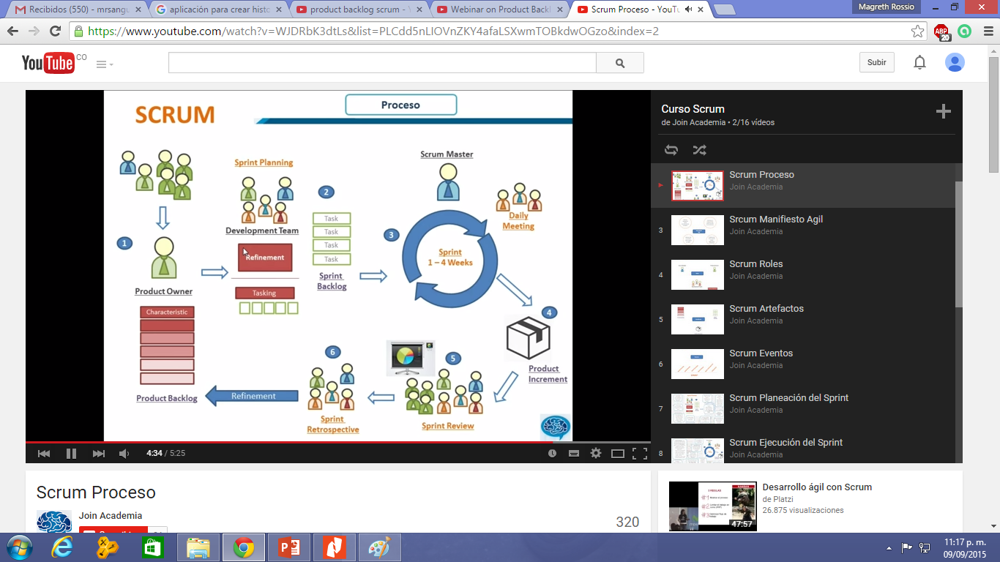 Recibidos (550) - mrsangu
aplicación para crear histo
product backlog scrum - Y
Webinar on Product Backl
Scrum Proceso - YouTu
Magreth Rossio
https://www.youtube.com/watch?v=WJDRbK3dtLs&list=PLCdd5nLIOVnZKY4afaLSXwmTOBkdwOGzo&index=2
ABP
2.0
YouTube CO
Subir
SCRUM
Proceso
Sprint Planning
Scrum Master
2
Daily
Meeting
Development Team
Task
Task
Task
Task
1
3
Refinement
Sprint
1 – 4 Weeks
Sprint
Backlog
Product Owner
Tasking
Characteristic
4
6
5
Product
Increment
Product Backlog
Refinement
Sprint
Retrospective
Sprint Review
4:34 / 5:25
Curso Scrum
de Join Academia • 2/16 vídeos
Scrum Proceso
Join Academia
3
Srcum Manifiesto Agil
Join Academia
4
Scrum Roles
Join Academia
5
Scrum Artefactos
Join Academia
6
Scrum Eventos
Join Academia
7
Scrum Planeación del Sprint
Join Academia
8
Scrum Ejecución del Sprint
Join Academia
Scrum Proceso
Join Academia
320
Desarrollo ágil con Scrum
de Platzi
26.875 visualizaciones
3 REGLAS
47:57
11:17 p. m.
09/09/2015